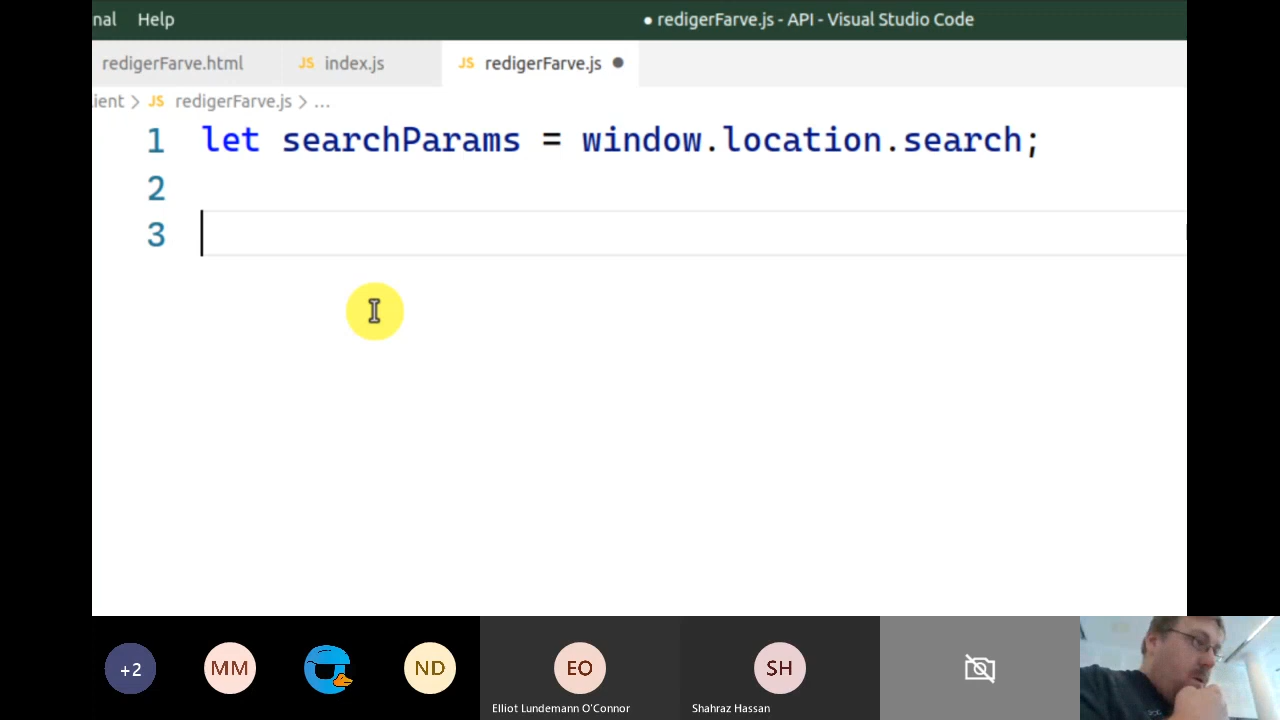 nal Help ● redigerFarve.js - API - Visual Studio Code
redigerFarve.html JS index.js JS redigerFarve.js ●
ient > JS redigerFarve.js > ...
1 let searchParams = window.location.search;
2
3
+2 MM ND EO SH
Elliot Lundemann O'Connor Shahraz Hassan